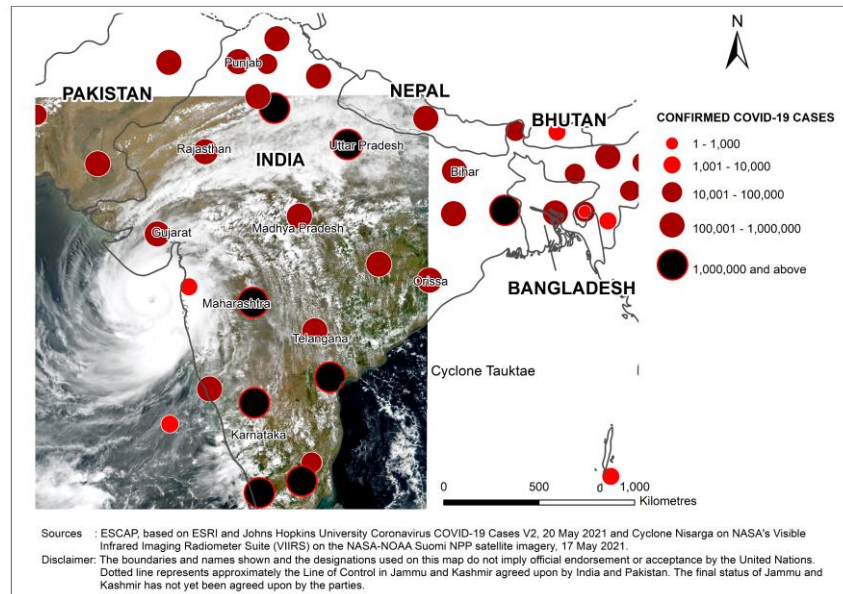 N
Punjab
PAKISTAN
NEPAL
BHUTAN
Rajasthan
INDIA
Uttar Pradesh
Bihar
Gujarat
Madhya Pradesh
Maharashtra
Orissa
BANGLADESH
Telangana
Cyclone Tauktae
Karnataka
CONFIRMED COVID-19 CASES
1 - 1,000
1,001 - 10,000
10,001 - 100,000
100,001 - 1,000,000
1,000,000 and above
0 500 1,000
Kilometres
Sources : ESCAP, based on ESRI and Johns Hopkins University Coronavirus COVID-19 Cases V2, 20 May 2021 and Cyclone Nisarga on NASA's Visible
Infrared Imaging Radiometer Suite (VIIRS) on the NASA-NOAA Suomi NPP satellite imagery, 17 May 2021.
Disclaimer: The boundaries and names shown and the designations used on this map do not imply official endorsement or acceptance by the United Nations.
Dotted line represents approximately the Line of Control in Jammu and Kashmir agreed upon by India and Pakistan. The final status of Jammu and
Kashmir has not yet been agreed upon by the parties.